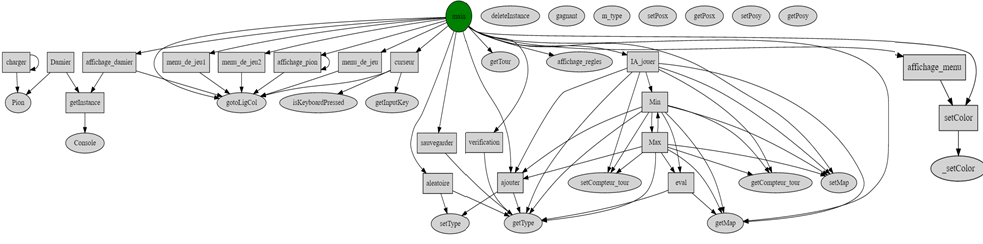 main
deleteInstance
gagnant
m_type
setPosx
getPosx
setPosy
getPosy
charger
Damier
affichage_damier
menu_de_jeu1
menu_de_jeu2
affichage_pion
menu_de_jeu
curseur
getTour
affichage_regles
IA_jouer
affichage_menu
Pion
getInstance
gotoLigCol
isKeyboardPressed
getInputKey
Min
setColor
Console
sauvegarder
verification
Max
_setColor
aleatoire
ajouter
setCompteur_tour
eval
getCompteur_tour
setMap
setType
getType
getMap